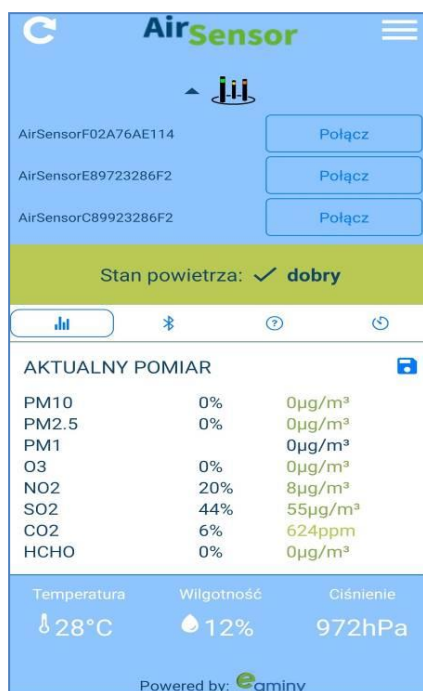 AirSensor
AirSensorF02A76AE114 Połącz
AirSensorE89723286F2 Połącz
AirSensorC89923286F2 Połącz
Stan powietrza: dobry
AKTUALNY POMIAR
PM10 0% 0µg/m³
PM2.5 0% 0µg/m³
PM1 0µg/m³
O3 0% 0µg/m³
NO2 20% 8µg/m³
SO2 44% 55µg/m³
CO2 6% 624ppm
HCHO 0% 0µg/m³
Temperatura Wilgotność Ciśnienie
28°C 12% 972hPa
Powered by: eGminy